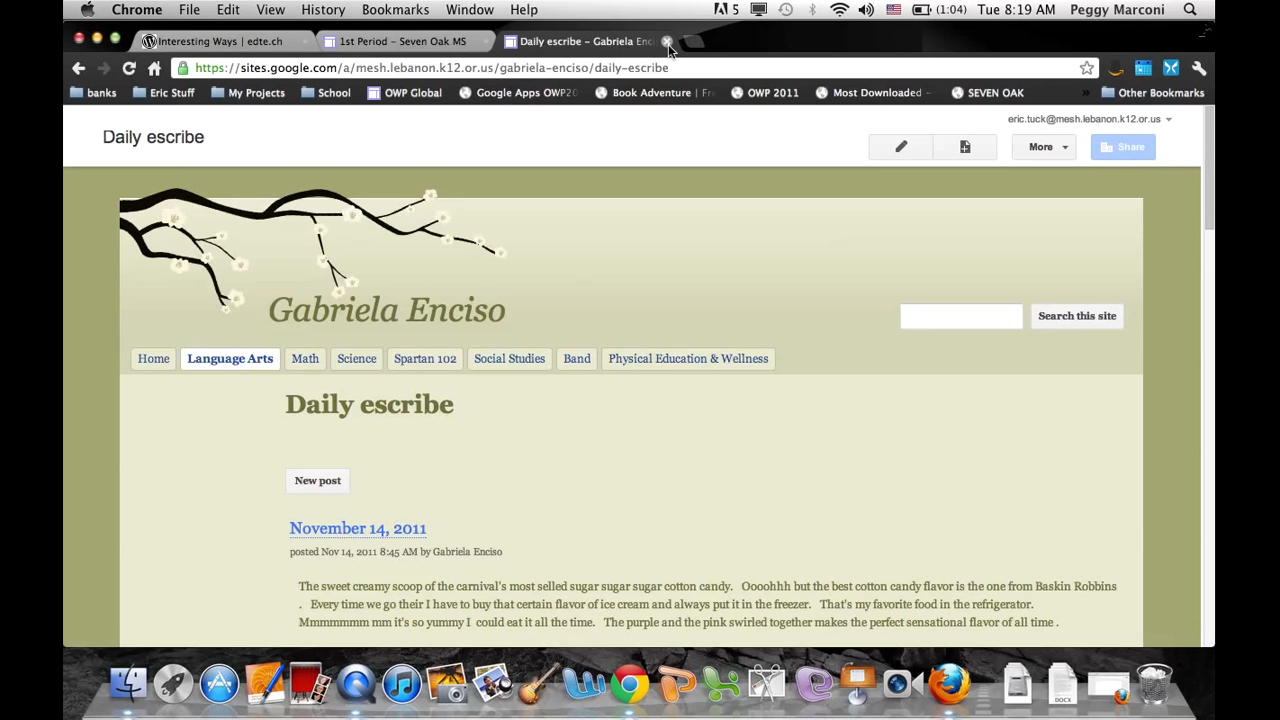 Chrome File Edit View History Bookmarks Window Help 5 (1:04) Tue 8:19 AM Peggy Marconi
Interesting Ways | edte.ch 1st Period – Seven Oak MS Daily escribe – Gabriela Enci
https://sites.google.com/a/mesh.lebanon.k12.or.us/gabriela-enciso/daily-escribe
banks Eric Stuff My Projects School OWP Global Google Apps OWP20 Book Adventure | Fr OWP 2011 Most Downloaded – SEVEN OAK » Other Bookmarks
eric.tuck@mesh.lebanon.k12.or.us
Daily escribe
More Share
Gabriela Enciso
Search this site
Home Language Arts Math Science Spartan 102 Social Studies Band Physical Education & Wellness
Daily escribe
New post
November 14, 2011
posted Nov 14, 2011 8:45 AM by Gabriela Enciso
The sweet creamy scoop of the carnival's most selled sugar sugar sugar cotton candy. Oooohhh but the best cotton candy flavor is the one from Baskin Robbins
. Every time we go their I have to buy that certain flavor of ice cream and always put it in the freezer. That's my favorite food in the refrigerator.
Mmmmmmm mm it's so yummy I could eat it all the time. The purple and the pink swirled together makes the perfect sensational flavor of all time .
DOCX